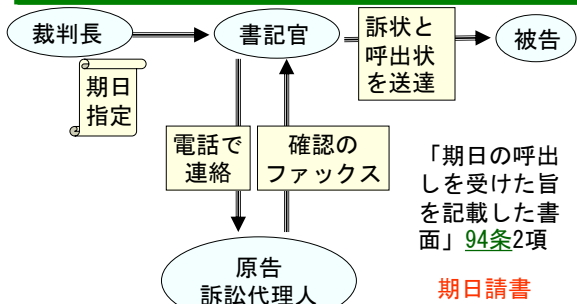 裁判長
書記官
被告
期日
指定
訴状と
呼出状
を送達
電話で
連絡
確認の
ファックス
「期日の呼出
しを受けた旨
を記載した書
面」94条2項
期日請書
原告
訴訟代理人